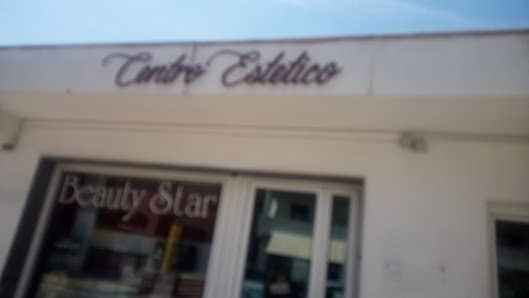 Centro Estetico
Beauty Star